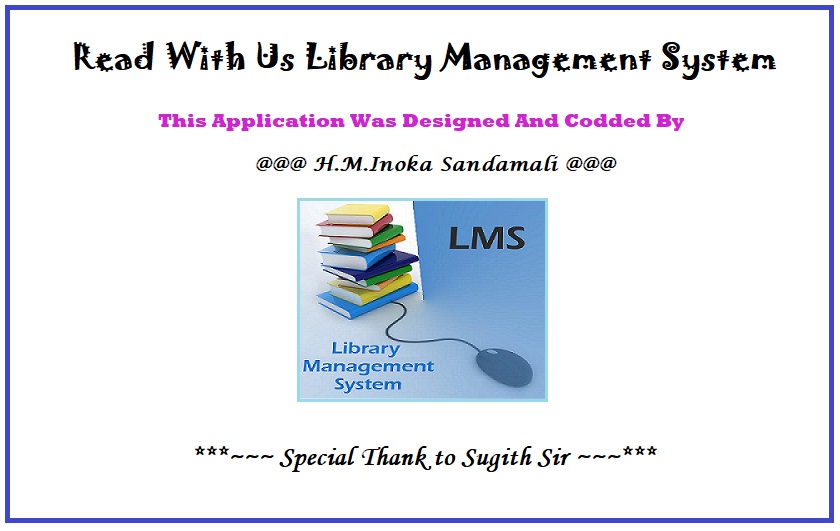 Read With Us Library Management System
This Application Was Designed And Codded By
@@@ H.M.Inoka Sandamali @@@
LMS
Library
Management
System
***~~~ Special Thank to Sugith Sir ~~~***